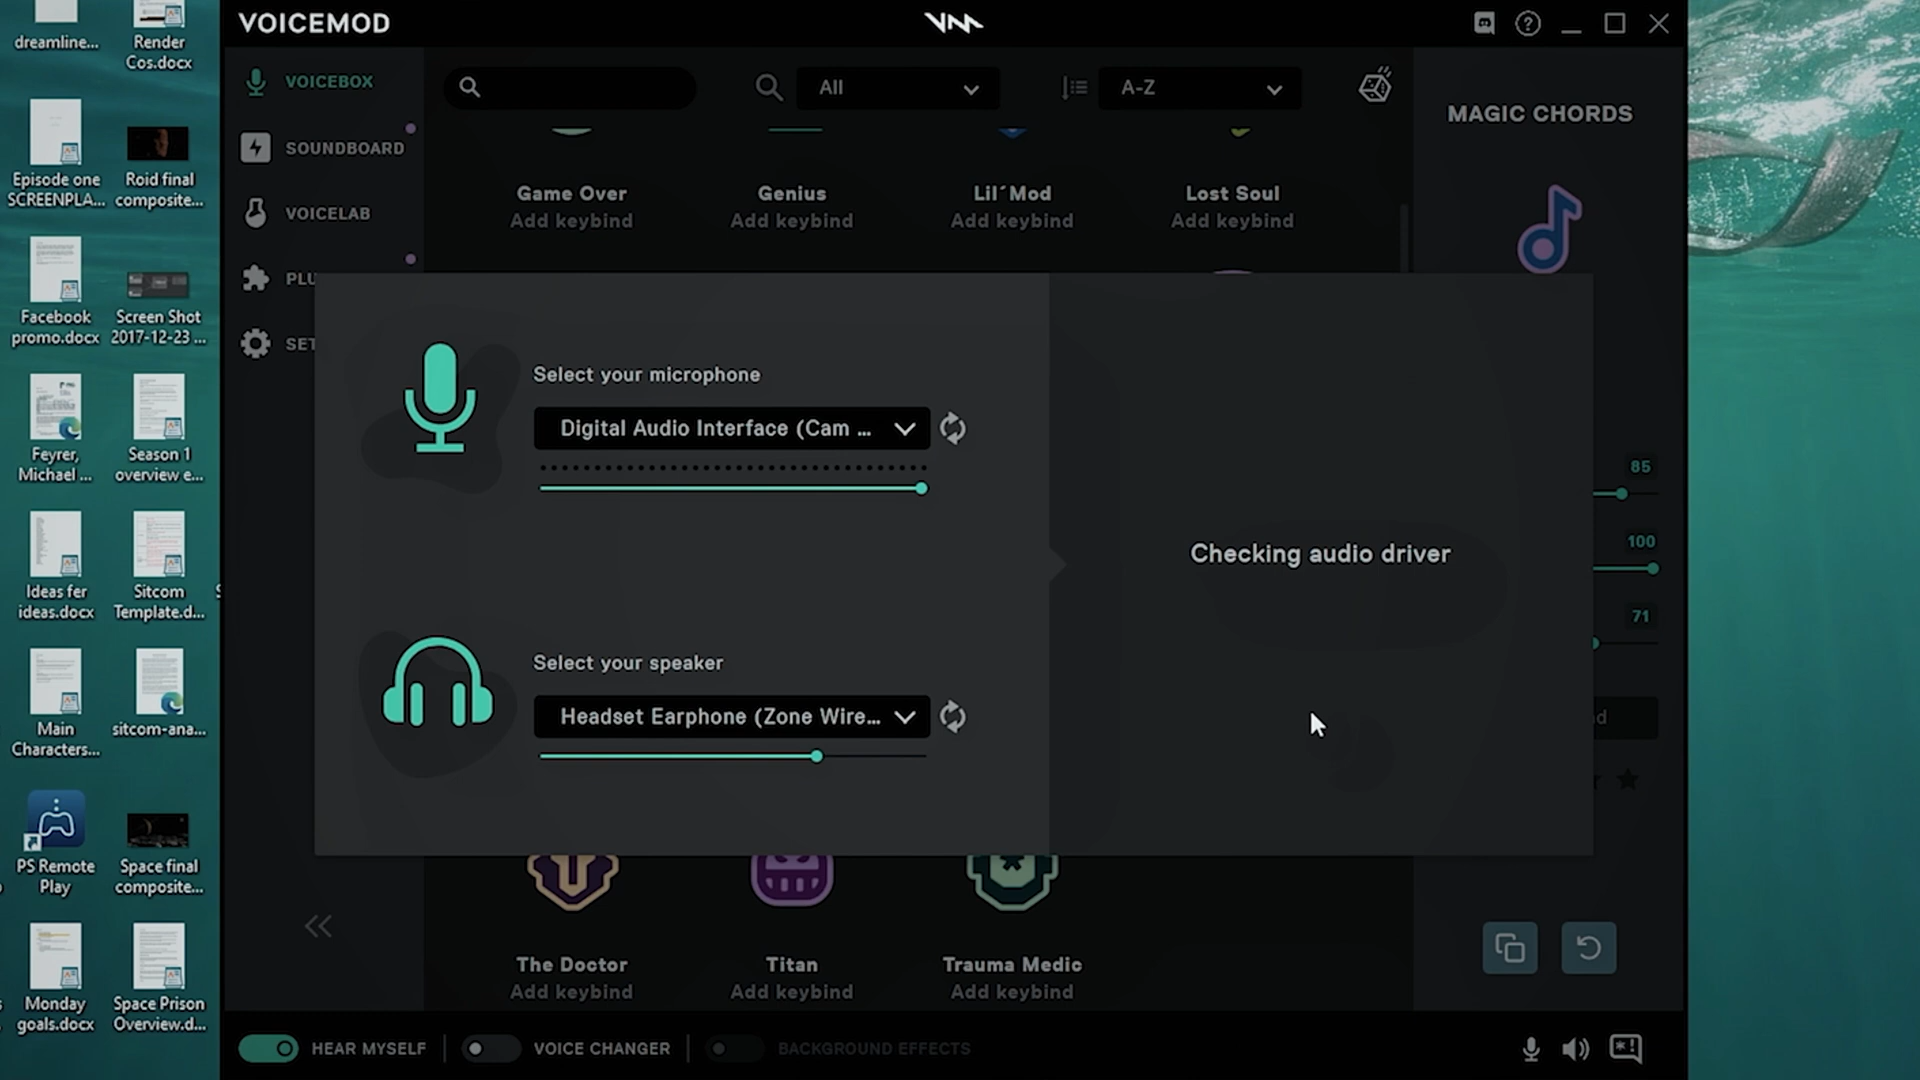 dreamline...
Render
Cos.docx
Episode one
SCREENPLA...
Roid final
composite...
Facebook
promo.docx
Screen Shot
2017-12-23 ...
Feyrer,
Michael ...
Season 1
overview e...
Ideas fer
ideas.docx
Sitcom
Template.d...
Main
Characters...
sitcom-ana...
PS Remote
Play
Space final
composite...
Monday
goals.docx
Space Prison
Overview.d...
VOICEMOD
VOICEBOX
SOUNDBOARD
VOICELAB
PLU
SET
All
A-Z
MAGIC CHORDS
Game Over
Add keybind
Genius
Add keybind
Lil´Mod
Add keybind
Lost Soul
Add keybind
Select your microphone
Digital Audio Interface (Cam ...
Select your speaker
Headset Earphone (Zone Wire...
Checking audio driver
85
100
71
The Doctor
Add keybind
Titan
Add keybind
Trauma Medic
Add keybind
HEAR MYSELF
VOICE CHANGER
BACKGROUND EFFECTS